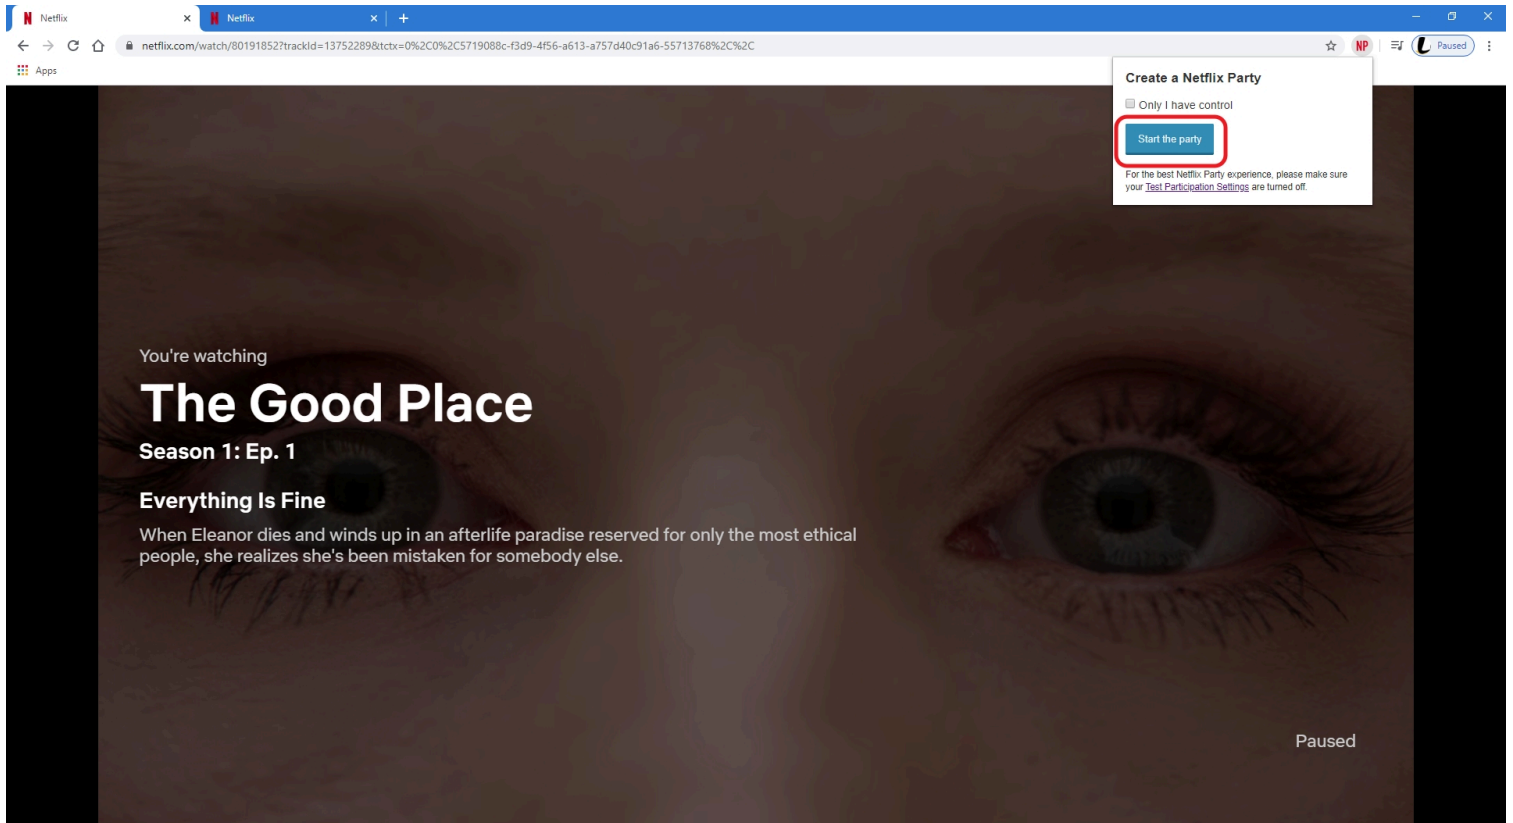 Netflix
Netflix
netflix.com/watch/80191852?trackId=13752289&tctx=0%2C0%2C5719088c-f3d9-4f56-a613-a757d40c91a6-55713768%2C%2C
NP
Paused
Apps
Create a Netflix Party
Only I have control
Start the party
For the best Netflix Party experience, please make sure
your Test Participation Settings are turned off.
You're watching
The Good Place
Season 1: Ep. 1
Everything Is Fine
When Eleanor dies and winds up in an afterlife paradise reserved for only the most ethical
people, she realizes she's been mistaken for somebody else.
Paused